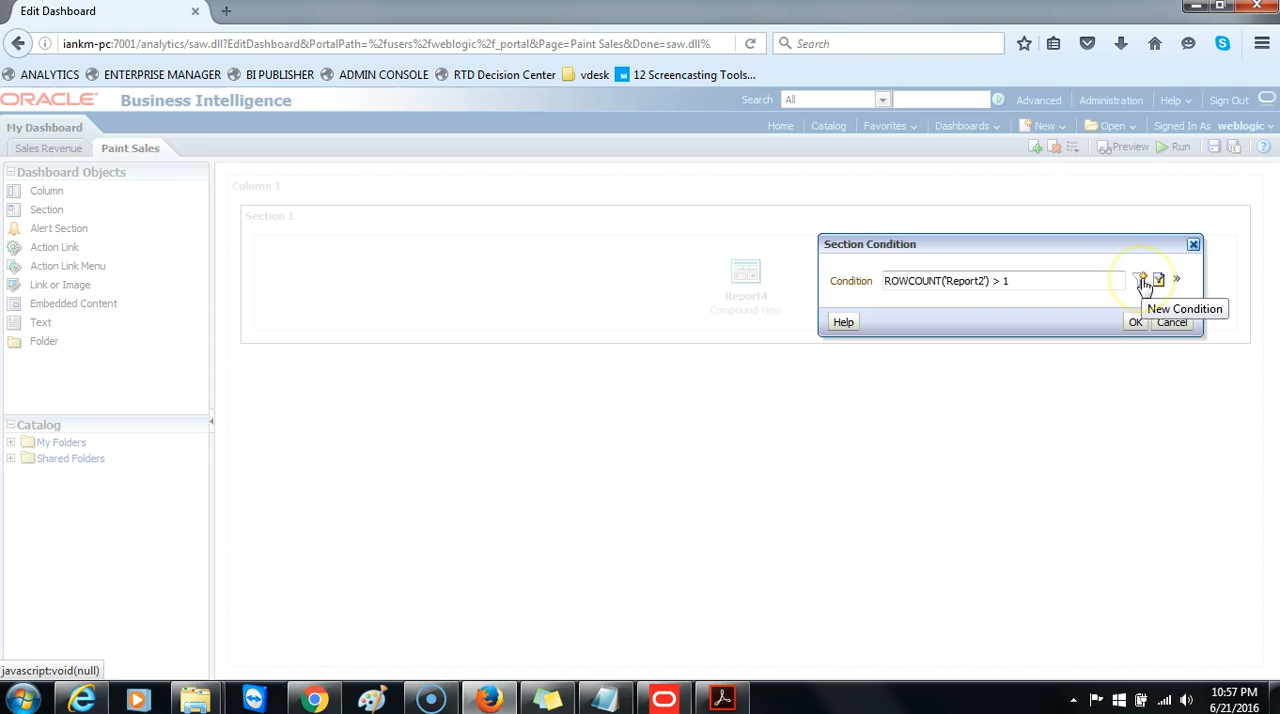 Edit Dashboard
iankm-pc:7001/analytics/saw.dll?EditDashboard&PortalPath=%2fusers%2fweblogic%2f_portal&Page=Paint Sales&Done=saw.dll%
Search
ANALYTICS ENTERPRISE MANAGER BI PUBLISHER ADMIN CONSOLE RTD Decision Center vdesk 12 Screencasting Tools...
ORACLE Business Intelligence
Search All Advanced Administration Help Sign Out
My Dashboard
Home Catalog Favorites Dashboards New Open Signed In As weblogic
Sales Revenue Paint Sales
Preview Run
Dashboard Objects
Column
Section
Alert Section
Action Link
Action Link Menu
Link or Image
Embedded Content
Text
Folder
Catalog
My Folders
Shared Folders
Column 1
Section 1
Report4
Compound View
Section Condition
Condition ROWCOUNT('Report2') > 1
New Condition
Help OK Cancel
javascript:void(null)
10:57 PM
6/21/2016